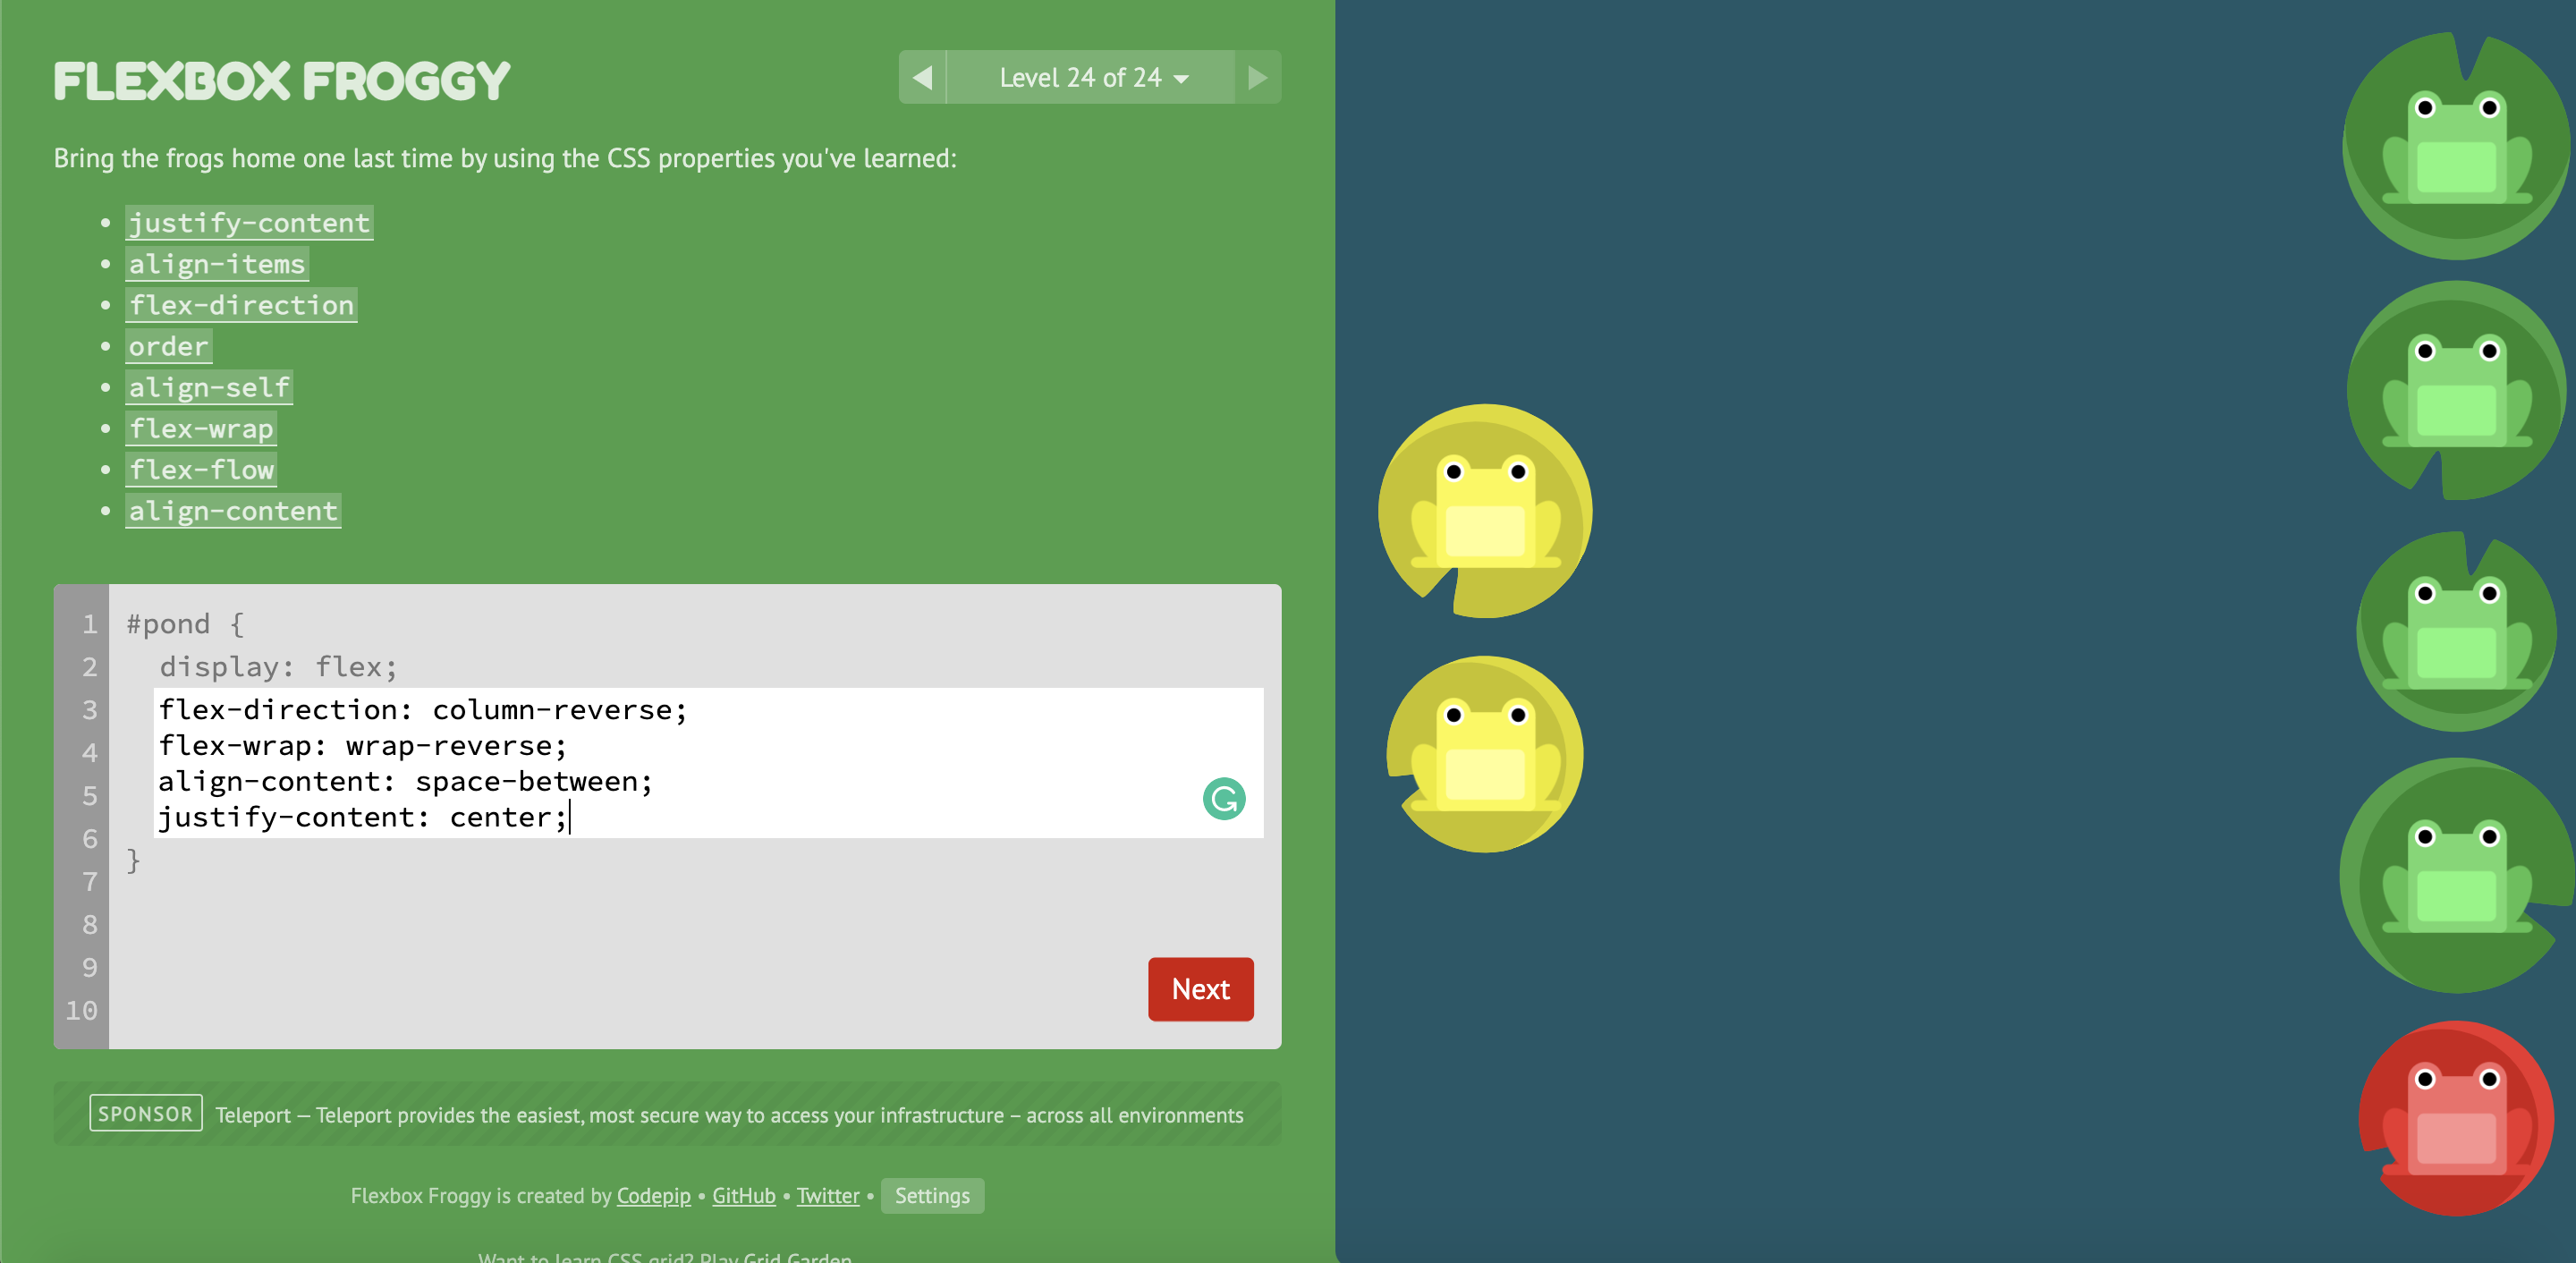 FLEXBOX FROGGY
Level 24 of 24
Bring the frogs home one last time by using the CSS properties you've learned:
• justify-content
• align-items
• flex-direction
• order
• align-self
• flex-wrap
• flex-flow
• align-content
1 #pond {
2 display: flex;
3 flex-direction: column-reverse;
4 flex-wrap: wrap-reverse;
5 align-content: space-between;
6 justify-content: center;
7 }
8
9
10
Next
SPONSOR Teleport — Teleport provides the easiest, most secure way to access your infrastructure – across all environments
Flexbox Froggy is created by Codepip • GitHub • Twitter • Settings
Want to learn CSS grid? Play Grid Garden